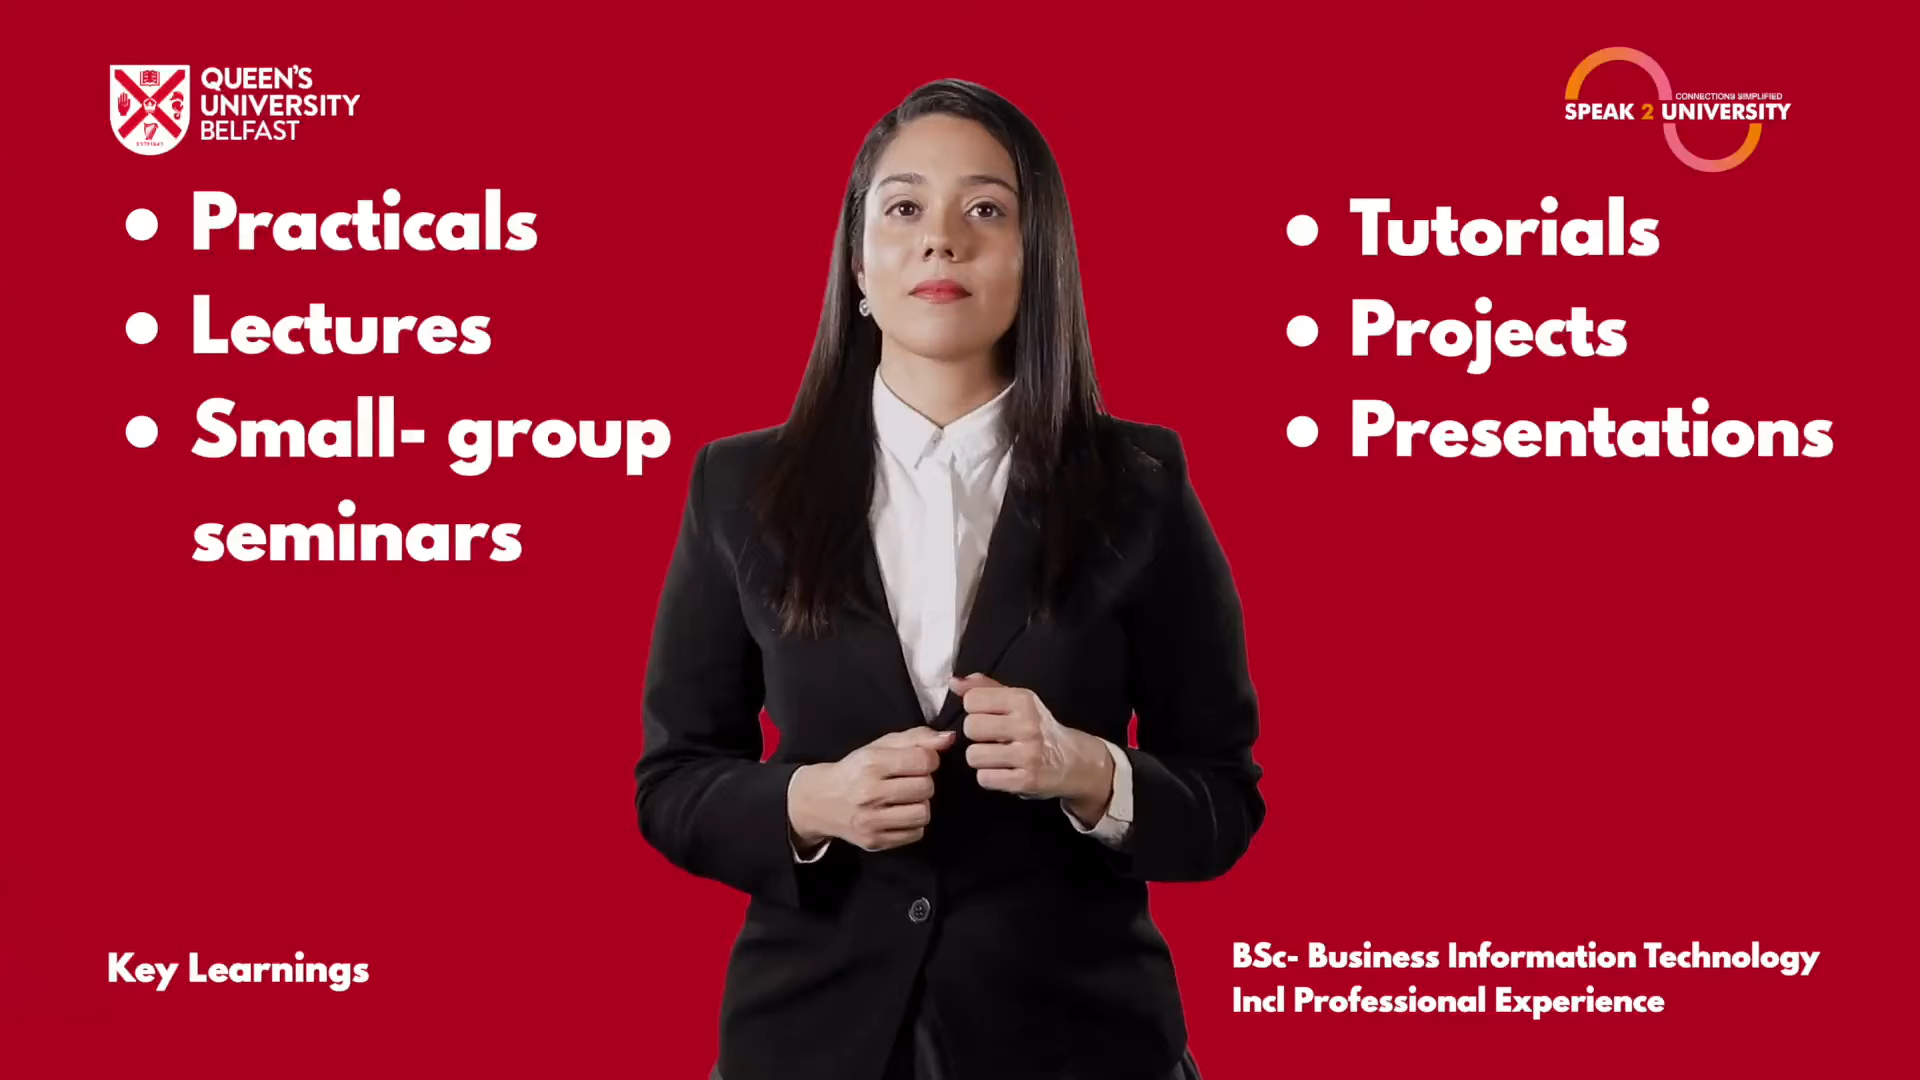 QUEEN'S
UNIVERSITY
BELFAST
CONNECTIONS SIMPLIFIED
SPEAK 2 UNIVERSITY
• Practicals
• Lectures
• Small- group
seminars
• Tutorials
• Projects
• Presentations
Key Learnings
BSc- Business Information Technology
Incl Professional Experience